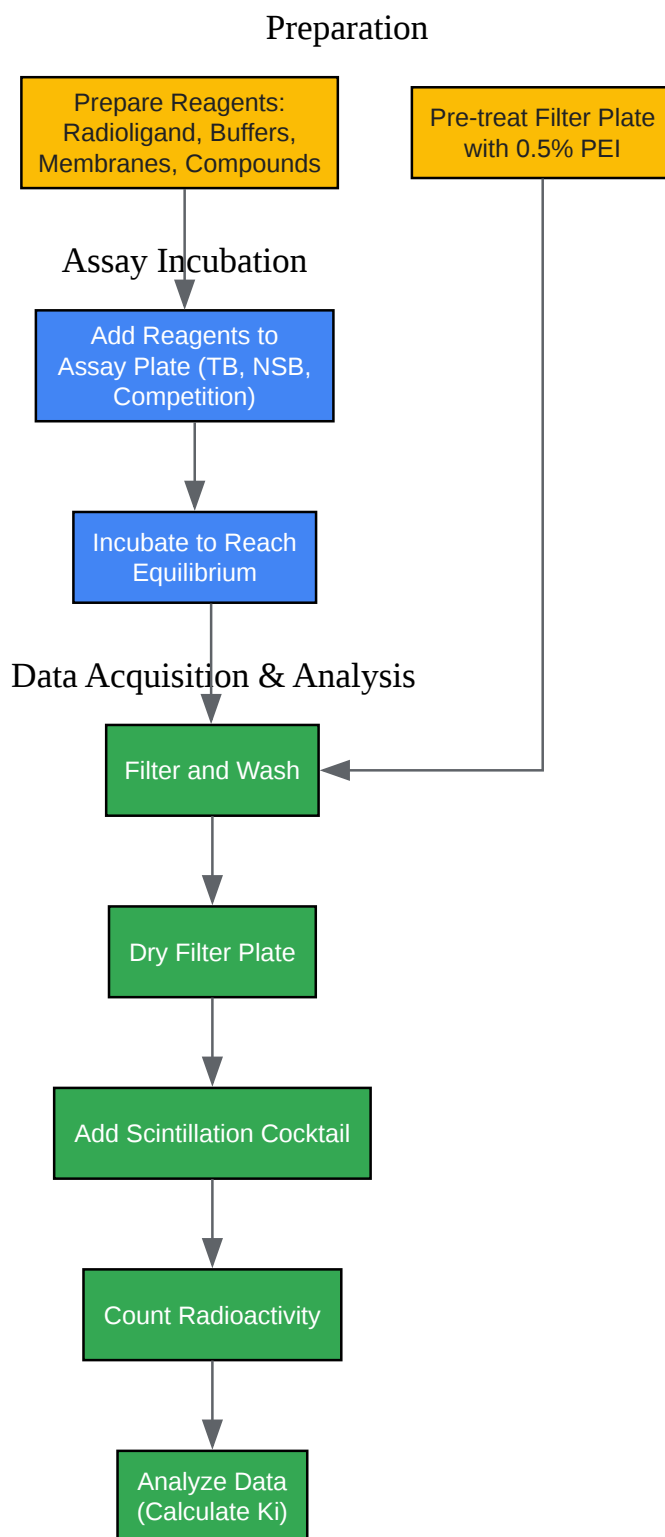 Preparation
Prepare Reagents:
Radioligand, Buffers,
Membranes, Compounds
Pre-treat Filter Plate
with 0.5% PEI
Assay Incubation
Add Reagents to
Assay Plate (TB, NSB,
Competition)
Incubate to Reach
Equilibrium
Data Acquisition & Analysis
Filter and Wash
Dry Filter Plate
Add Scintillation Cocktail
Count Radioactivity
Analyze Data
(Calculate Ki)